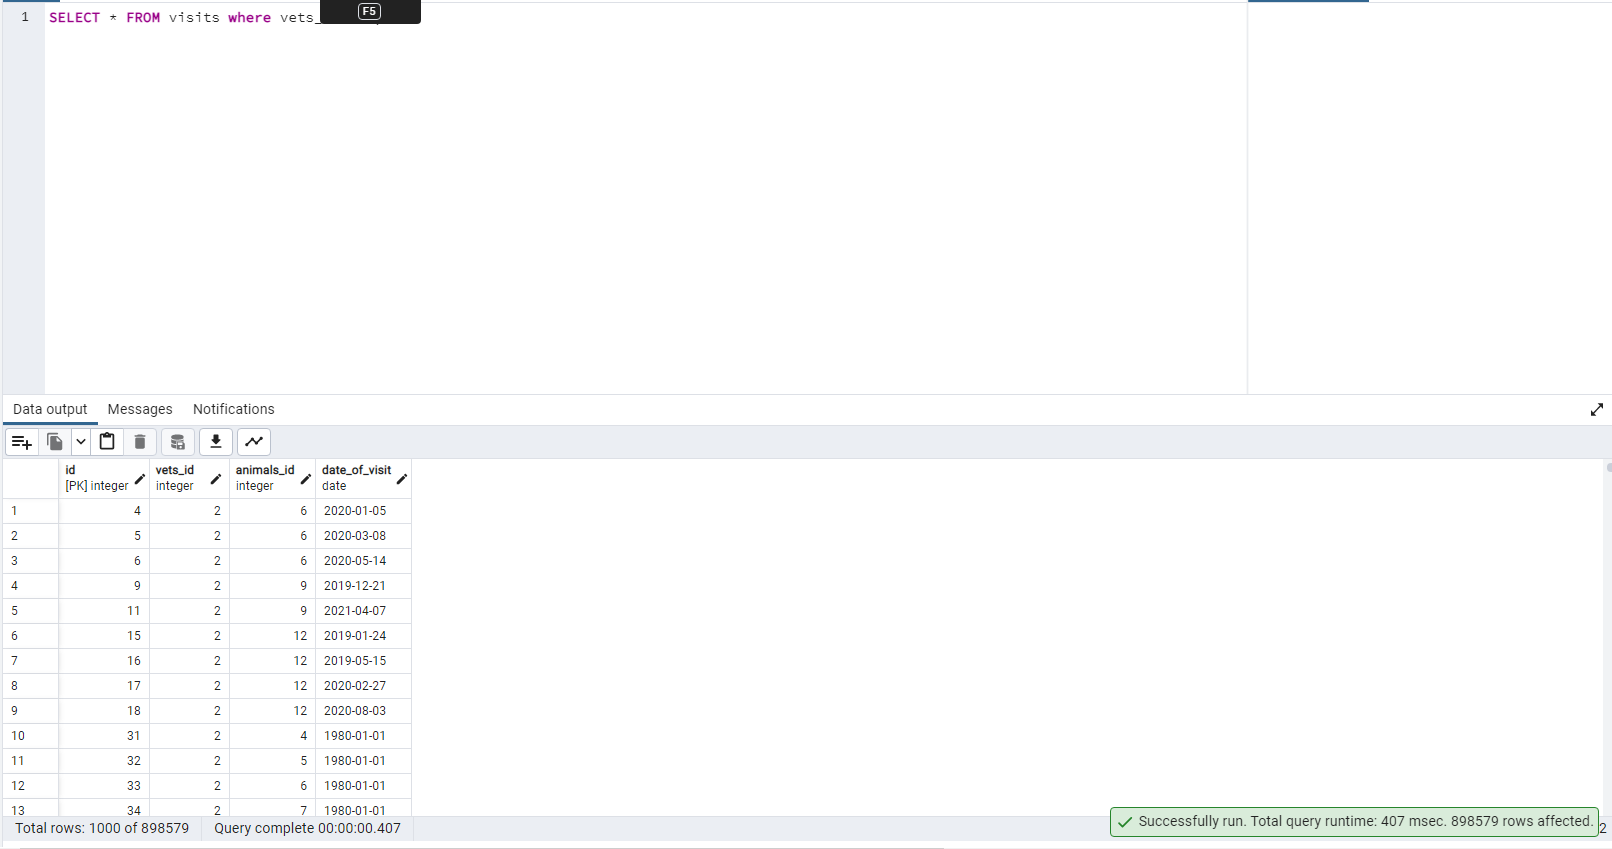 1 SELECT * FROM visits where vets_
F5
Data output Messages Notifications
id vets_id animals_id date_of_visit
[PK] integer integer integer date
1 4 2 6 2020-01-05
2 5 2 6 2020-03-08
3 6 2 6 2020-05-14
4 9 2 9 2019-12-21
5 11 2 9 2021-04-07
6 15 2 12 2019-01-24
7 16 2 12 2019-05-15
8 17 2 12 2020-02-27
9 18 2 12 2020-08-03
10 31 2 4 1980-01-01
11 32 2 5 1980-01-01
12 33 2 6 1980-01-01
13 34 2 7 1980-01-01
Successfully run. Total query runtime: 407 msec. 898579 rows affected.
Total rows: 1000 of 898579 Query complete 00:00:00.407 2